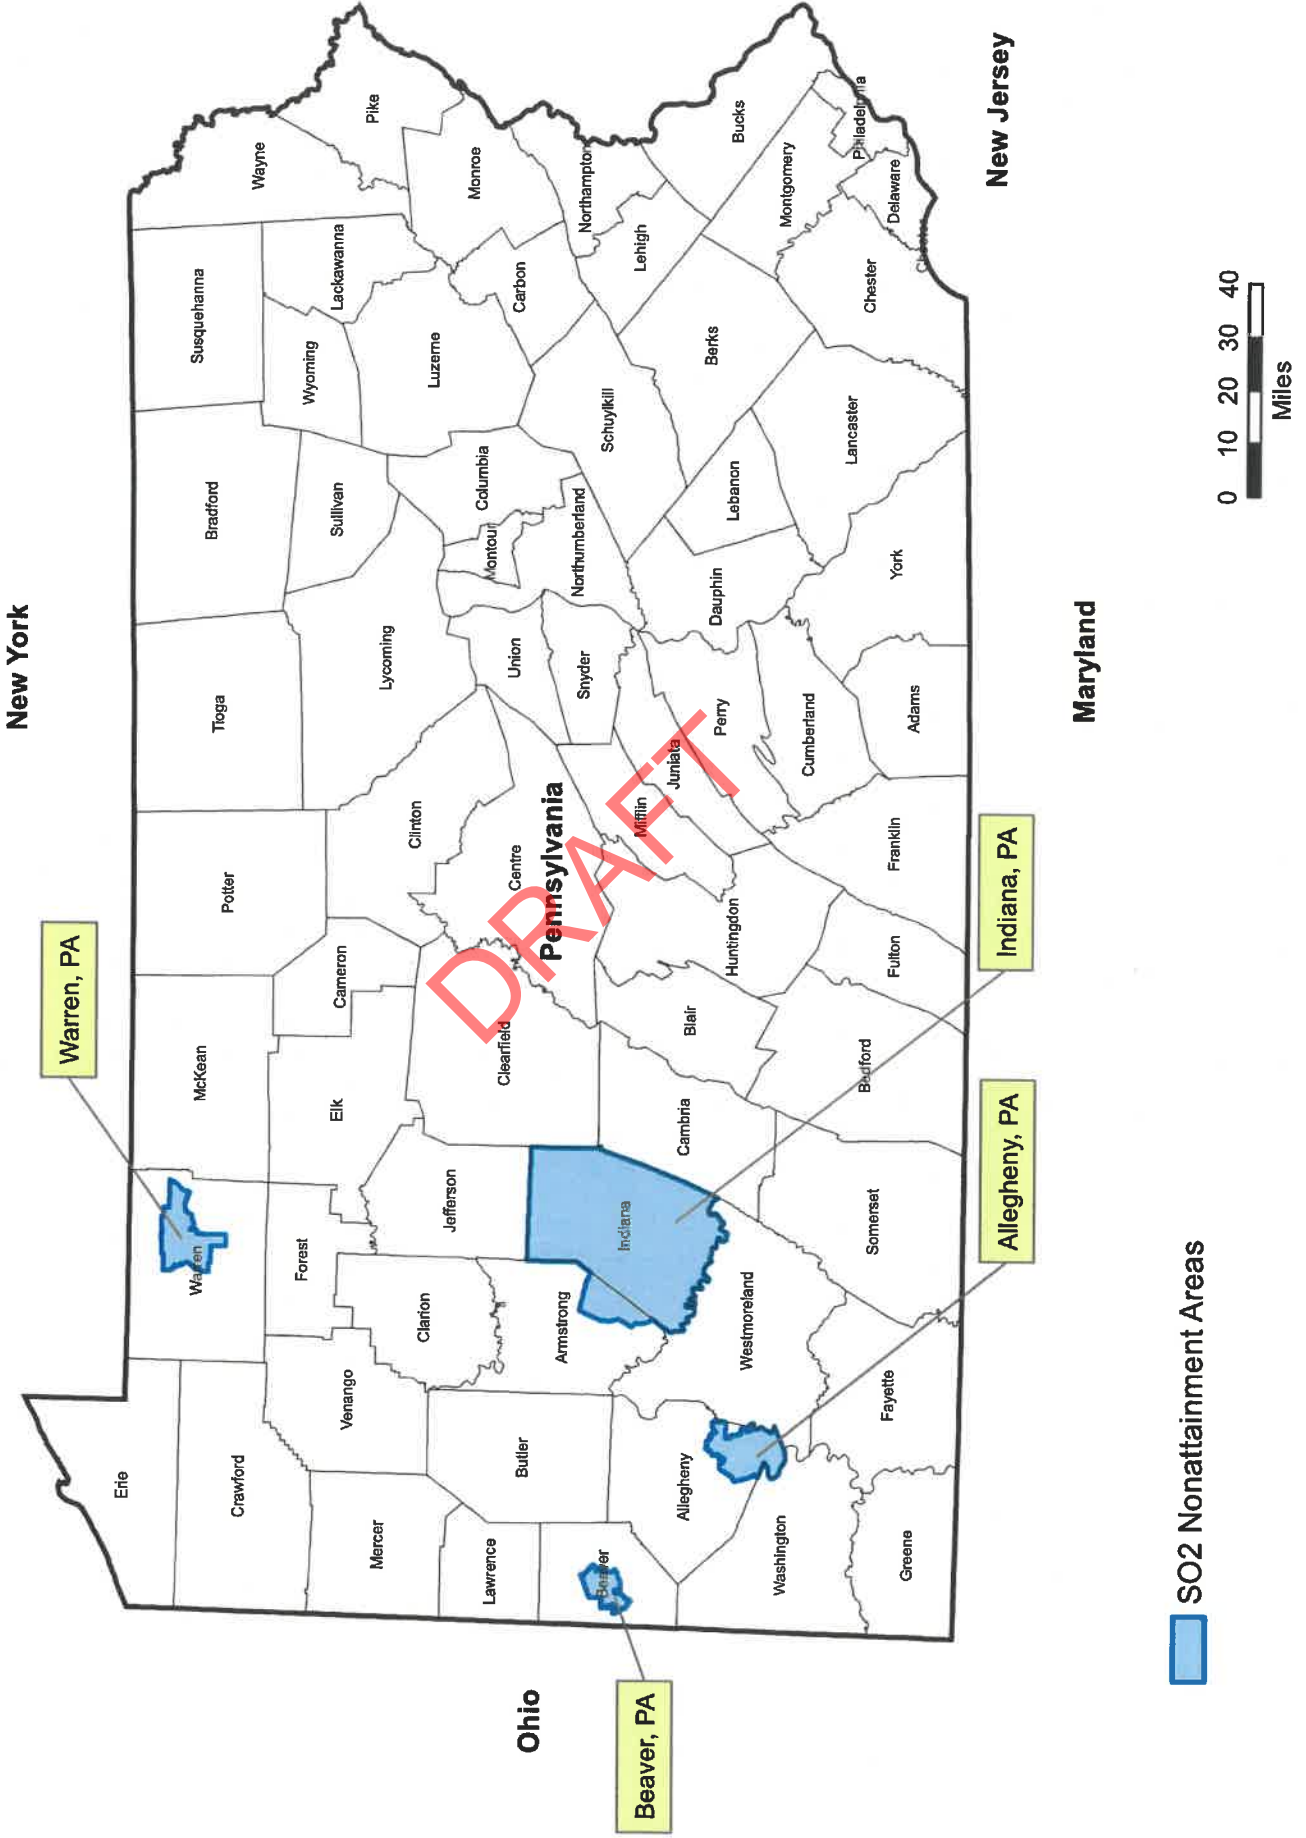 New York
Warren, PA
Erie
Crawford
Warren
McKean
Potter
Tioga
Bradford
Susquehanna
Wayne
Mercer
Venango
Forest
Elk
Cameron
Clinton
Lycoming
Sullivan
Wyoming
Lackawanna
Pike
Lawrence
Butler
Clarion
Jefferson
Clearfield
Centre
Union
Montour
Columbia
Luzerne
Carbon
Monroe
Ohio
Beaver
Armstrong
Pennsylvania
DRAFT
Snyder
Northumberland
Schuylkill
Northampton
Lehigh
Beaver, PA
Allegheny
Indiana
Cambria
Blair
Huntingdon
Mifflin
Juniata
Perry
Dauphin
Lebanon
Berks
Bucks
Montgomery
Washington
Westmoreland
Somerset
Bedford
Fulton
Franklin
Cumberland
Adams
York
Lancaster
Chester
Delaware
Philadelphia
Chester
Greene
Fayette
New Jersey
Allegheny, PA
Indiana, PA
Maryland
SO2 Nonattainment Areas
0 10 20 30 40
Miles